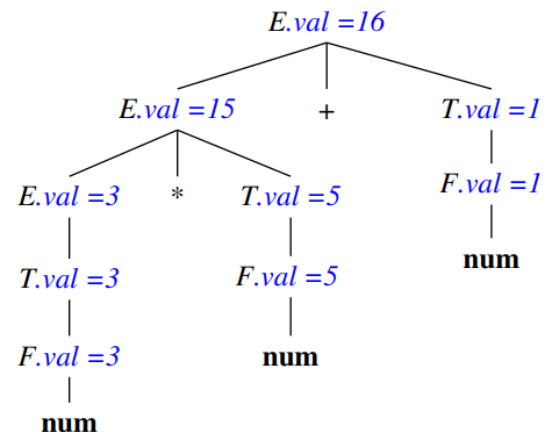 E.val =16
E.val =15 + T.val =1
E.val =3 * T.val =5 F.val =1
num
T.val =3 F.val =5
F.val =3 num
num